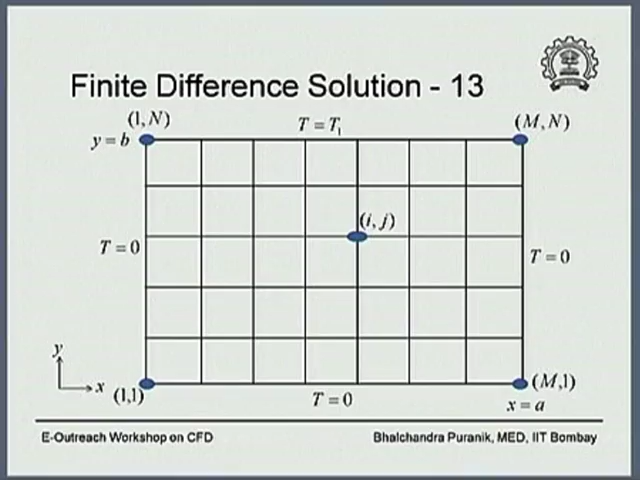 Finite Difference Solution - 13
(1, N)
T = T₁
(M, N)
y = b
(i, j)
T = 0
T = 0
y
x
(1,1)
T = 0
(M,1)
x = a
E-Outreach Workshop on CFD
Bhalchandra Puranik, MED, IIT Bombay